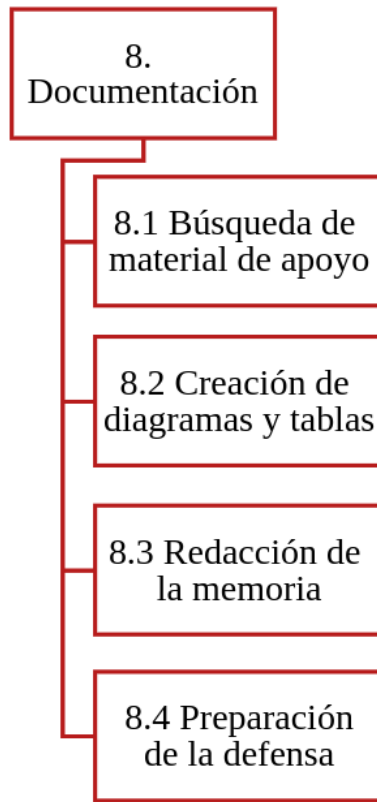 8.
Documentación
8.1 Búsqueda de
material de apoyo
8.2 Creación de
diagramas y tablas
8.3 Redacción de
la memoria
8.4 Preparación
de la defensa